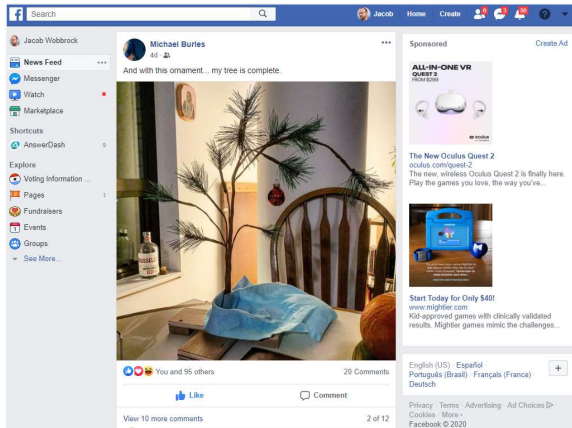 Search
Jacob
Home
Create
Jacob Wobbrock
News Feed
Messenger
Watch
Marketplace
Shortcuts
AnswerDash 9
Explore
Voting Information ...
Pages 1
Fundraisers
Events
Groups
See More...
Michael Burles
4d ·
And with this ornament... my tree is complete.
RUSSELL
You and 95 others
20 Comments
Like
Comment
View 10 more comments
2 of 12
Sponsored
Create Ad
ALL-IN-ONE VR
QUEST 2
FROM $299
oculus
The New Oculus Quest 2
oculus.com/quest-2
The new, wireless Oculus Quest 2 is finally here.
Play the games you love, the way you've...
Start Today for Only $40!
www.mightier.com
Kid-approved games with clinically validated
results. Mightier games mimic the challenges...
English (US) · Español
Português (Brasil) · Français (France)
Deutsch
Privacy · Terms · Advertising · Ad Choices
Cookies · More
Facebook © 2020